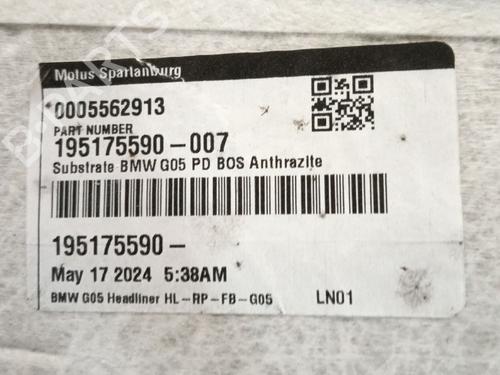 Motus Spartanburg
0005562913
PART NUMBER
195175590-007
Substrate BMW G05 PD BOS Anthrazite
195175590-
May 17 2024 5:38AM
BMW G05 Headliner HL-RP-FB-G05 LN01